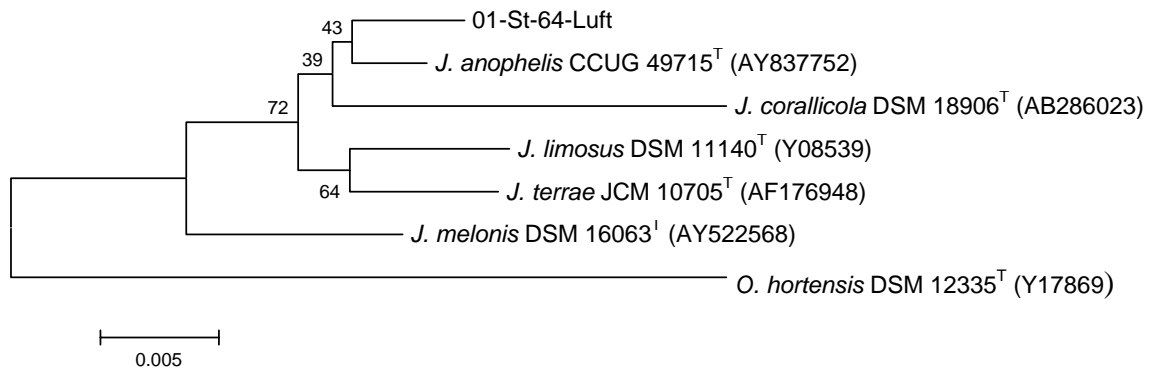 43
01-St-64-Luft
39
J. anophelis CCUG 49715ᵀ (AY837752)
72
J. corallicola DSM 18906ᵀ (AB286023)
J. limosus DSM 11140ᵀ (Y08539)
64
J. terrae JCM 10705ᵀ (AF176948)
J. melonis DSM 16063ᵀ (AY522568)
O. hortensis DSM 12335ᵀ (Y17869)
0.005